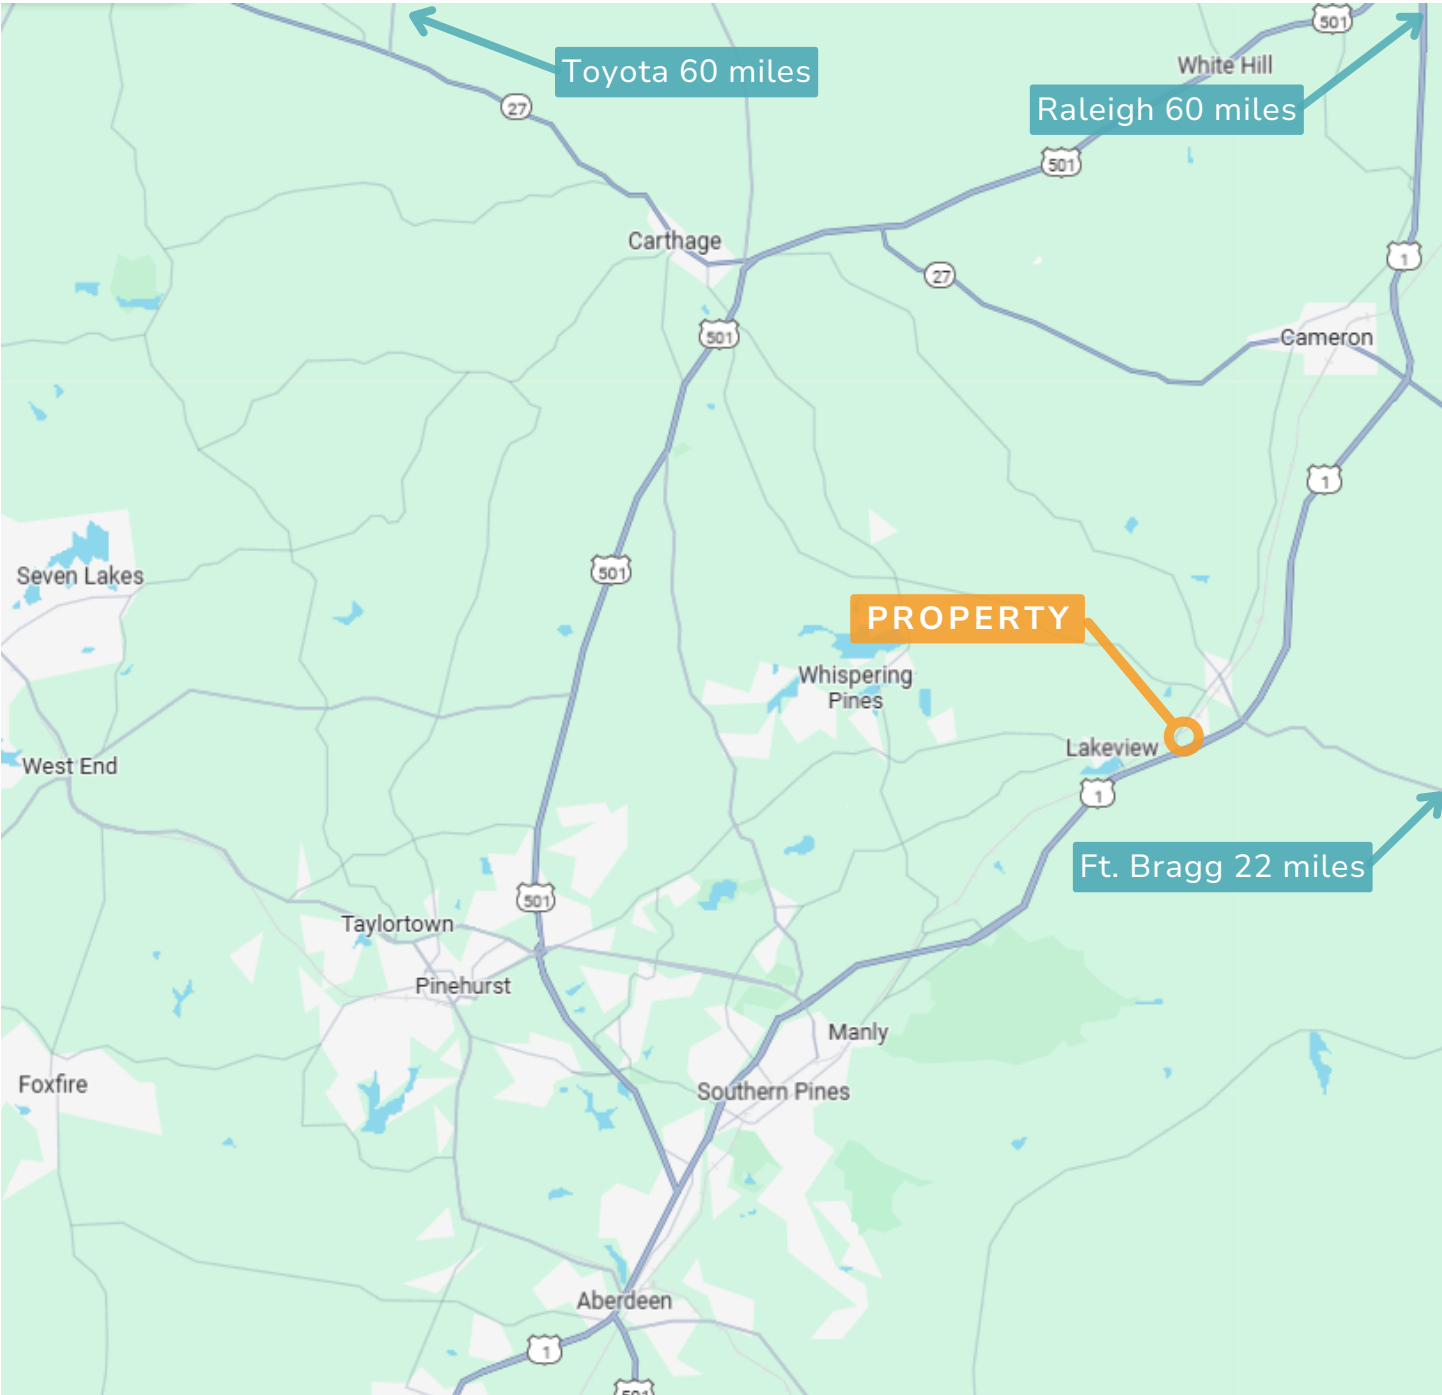 501
Toyota 60 miles
White Hill
Raleigh 60 miles
27
501
Carthage
1
27
501
Cameron
1
501
Seven Lakes
PROPERTY
Whispering
Pines
Lakeview
West End
1
Ft. Bragg 22 miles
501
Taylortown
Pinehurst
Manly
Foxfire
Southern Pines
Aberdeen
1
501